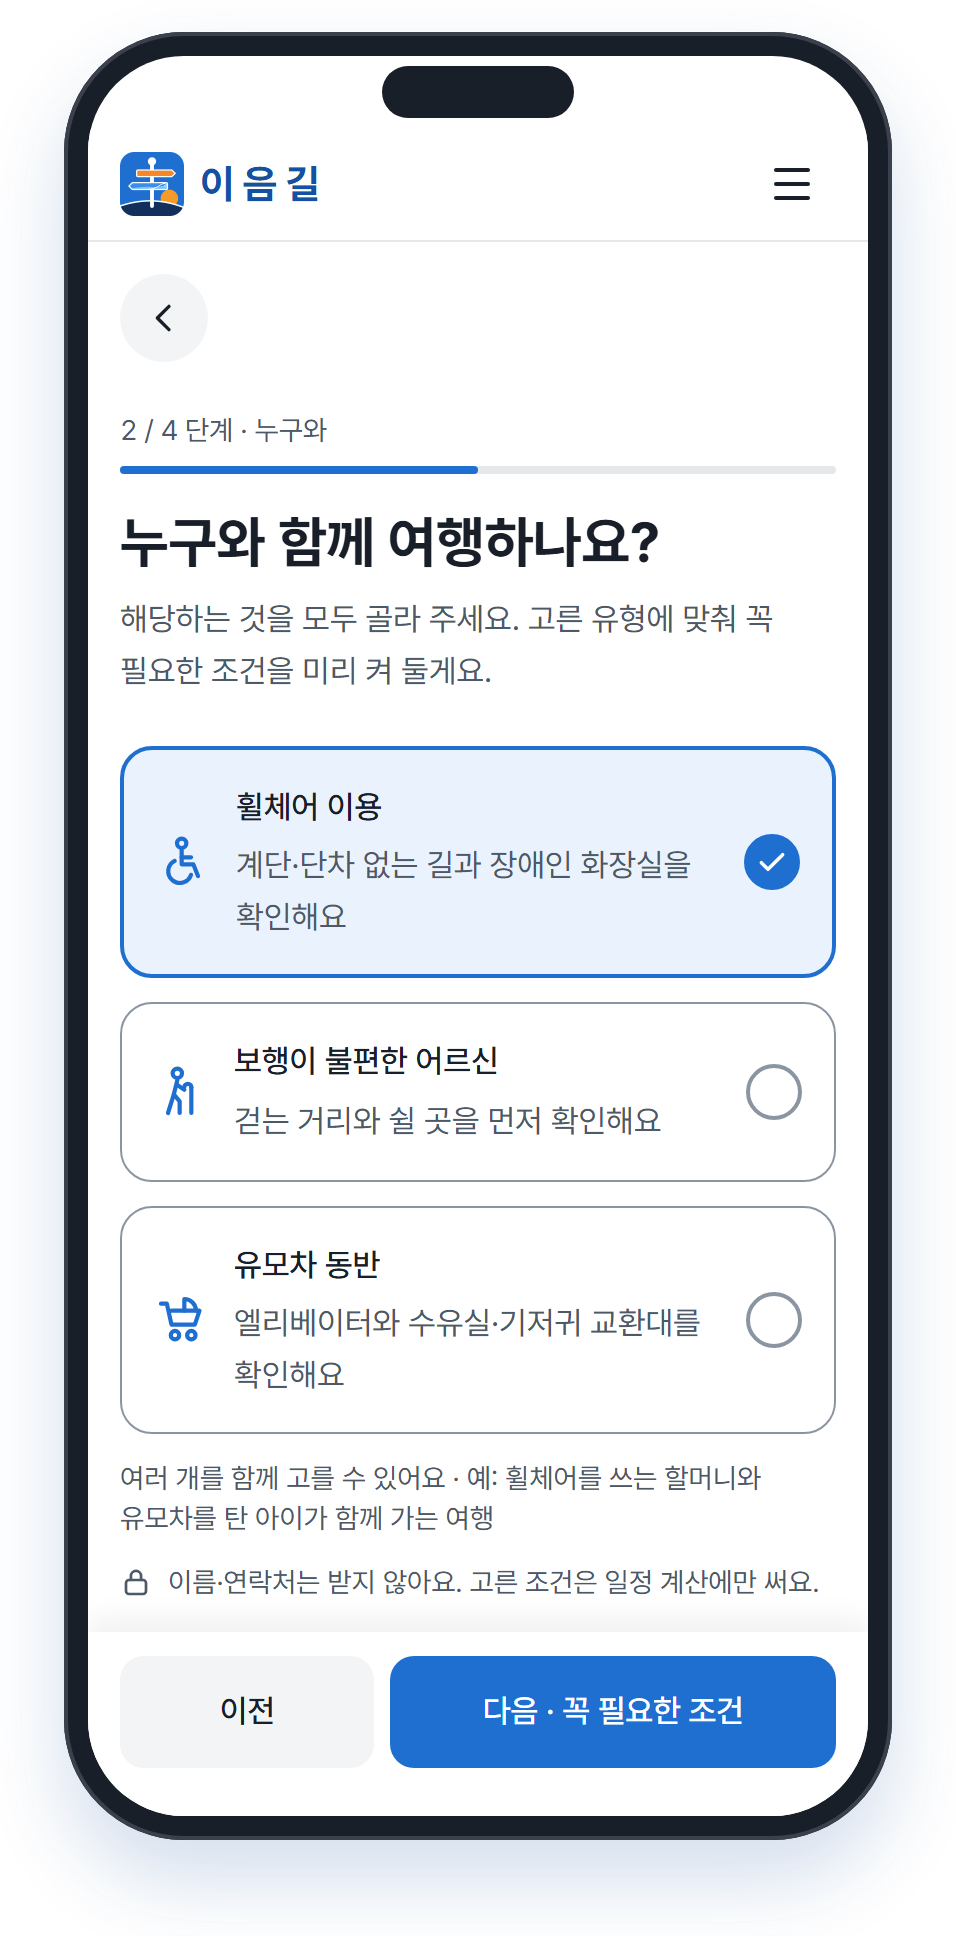 이음길
2 / 4 단계 · 누구와
누구와 함께 여행하나요?
해당하는 것을 모두 골라 주세요. 고른 유형에 맞춰 꼭
필요한 조건을 미리 켜 둘게요.
휠체어 이용
계단·단차 없는 길과 장애인 화장실을
확인해요
보행이 불편한 어르신
걷는 거리와 쉴 곳을 먼저 확인해요
유모차 동반
엘리베이터와 수유실·기저귀 교환대를
확인해요
여러 개를 함께 고를 수 있어요 · 예: 휠체어를 쓰는 할머니와
유모차를 탄 아이가 함께 가는 여행
이름·연락처는 받지 않아요. 고른 조건은 일정 계산에만 써요.
이전
다음 · 꼭 필요한 조건